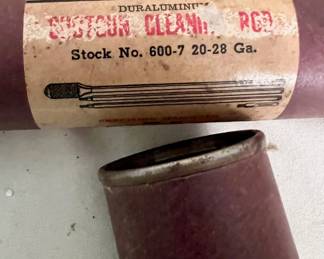 DURALUMINUM
SHOTGUN CLEANING ROD
Stock No. 600-7 20-28 Ga.